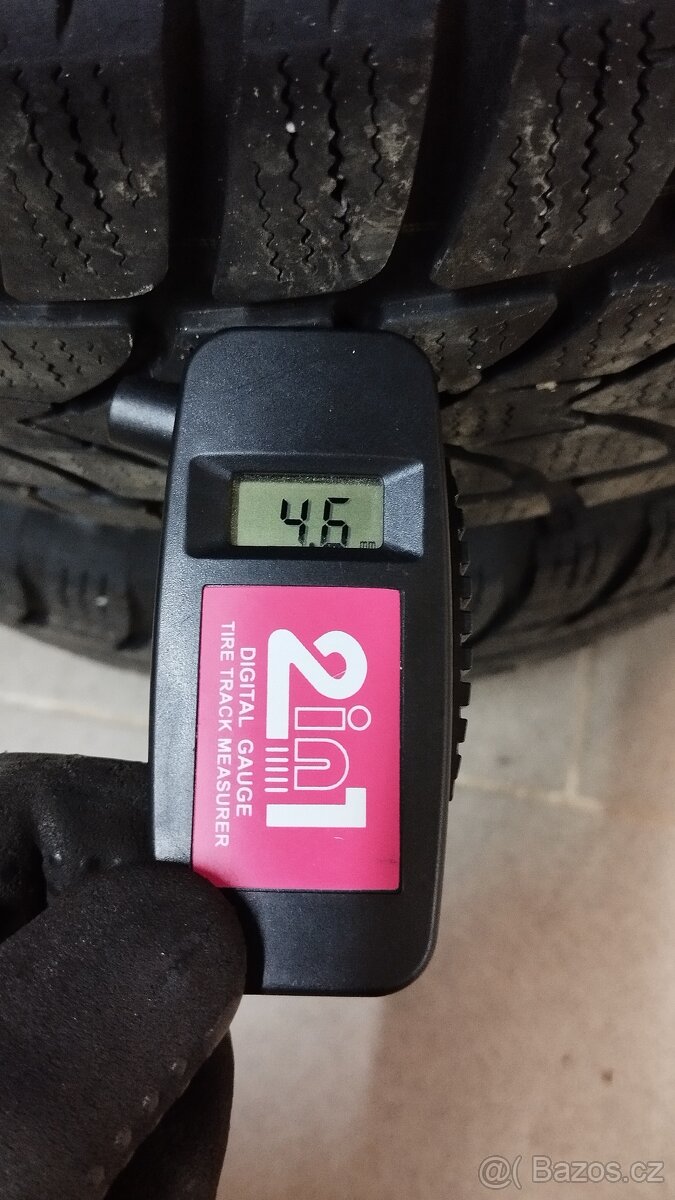 4.6 mm
2in1
DIGITAL GAUGE
TIRE TRACK MEASURER
@( Bazos.cz